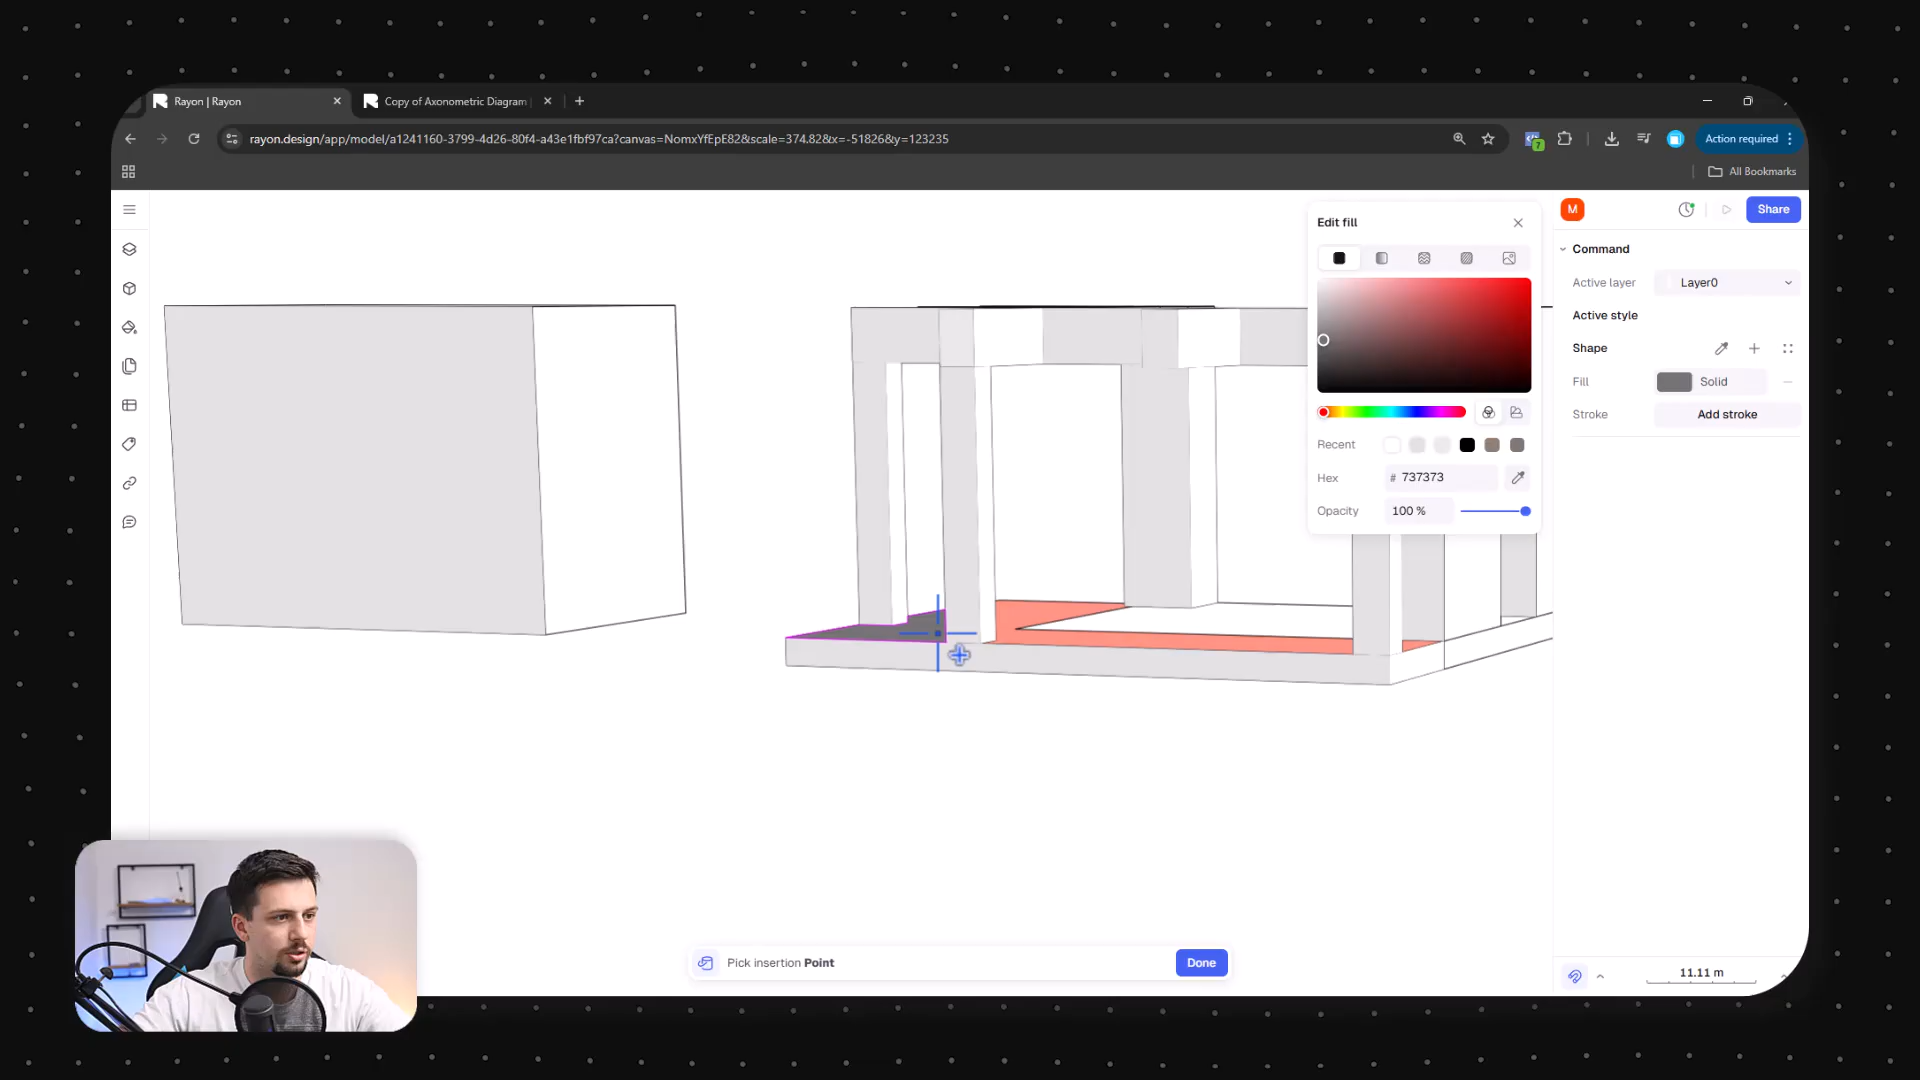 Rayon | Rayon
Copy of Axonometric Diagram
rayon.design/app/model/a1241160-3799-4d26-80f4-a43e1fbf97ca?canvas=NomxYfEpE82&scale=374.82&x=-51826&y=123235
7
Action required
All Bookmarks
Edit fill
M
Share
Command
Active layer
Layer0
Active style
Shape
Fill
Solid
Stroke
Add stroke
Recent
Hex
# 737373
Opacity
100 %
Pick insertion Point
Done
11.11 m